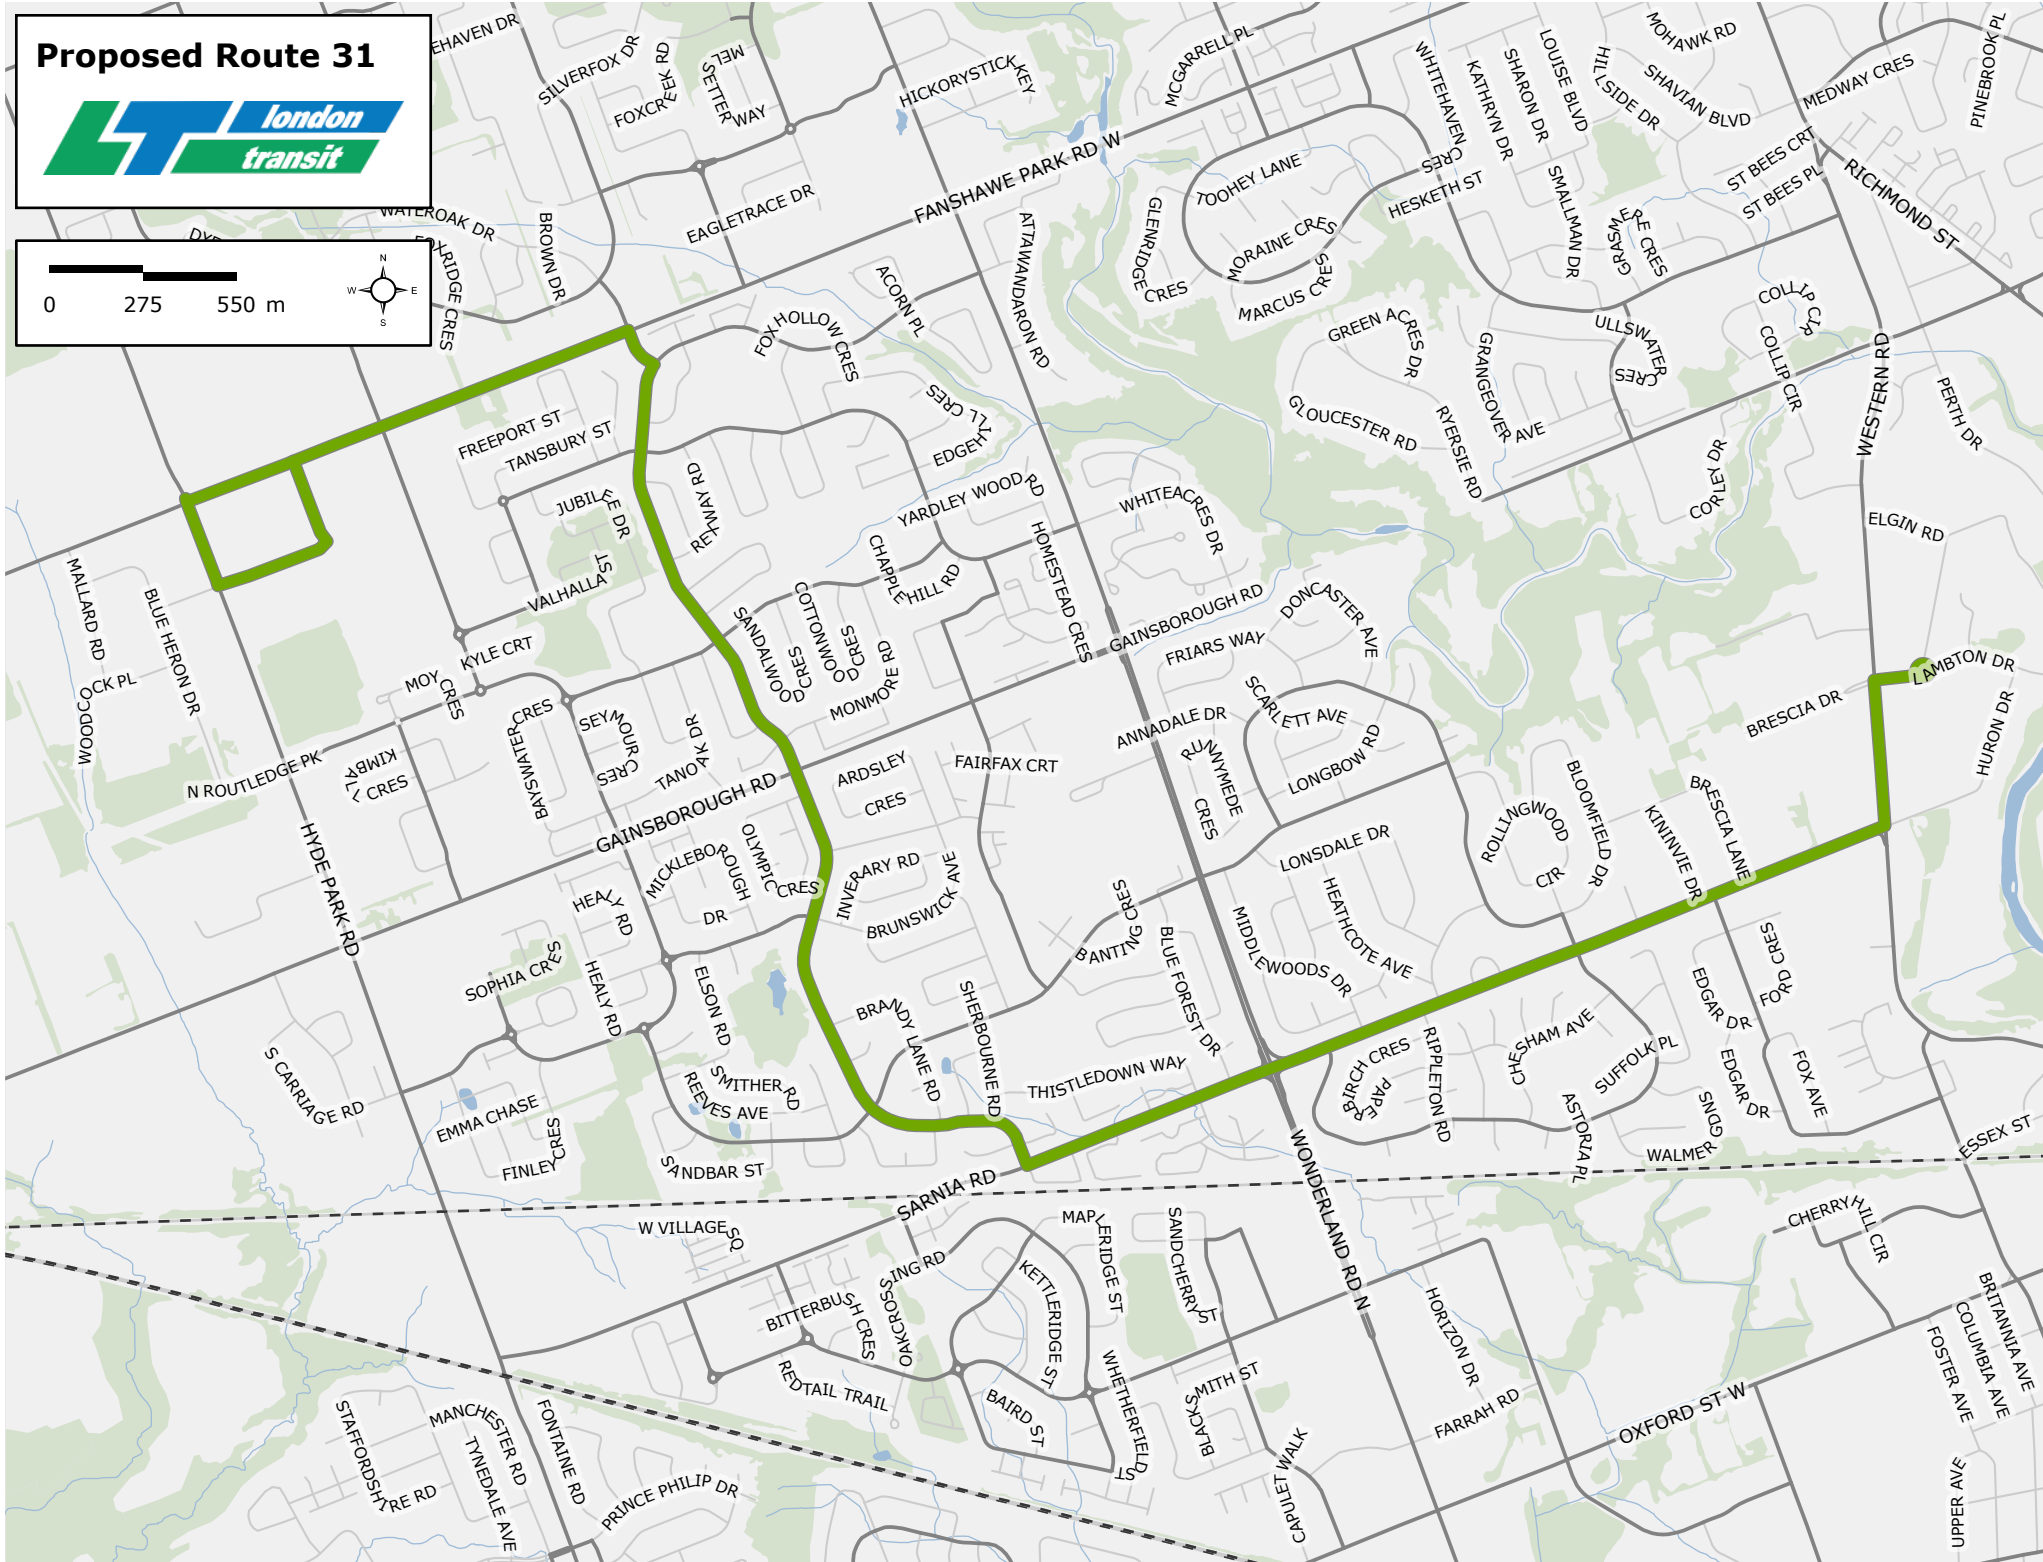 Proposed Route 31
london
transit
0 275 550 m
N
W E
S
EHAVEN DR
SILVERFOX DR
FOXCREEK RD
MEL
SETTER
WAY
HICKORYSTICK
KEY
MCGARRELL PL
WHITEHAVEN
CRES
KATHRYN DR
SHARON DR
LOUISE BLVD
HILLSIDE DR
MOHAWK RD
SHAVIAN BLVD
MEDWAY CRES
PINEBROOK PL
WATEROAK DR
FOXRIDGE CRES
BROWN DR
EAGLETRACE DR
FANSHAWE PARK RD W
ATTAWANDARON RD
GLENRIDGE
CRES
TOOHEY LANE
MORAINE CRES
MARCUS CRES
HESKETH ST
SMALLMAN DR
GRASMERE CRES
ST BEES CRT
ST BEES PL
RICHMOND ST
ACORN PL
FOX HOLLOW CRES
GREEN ACRES DR
GRANGEOVER AVE
ULLSWATER
CRES
COLLIP CIR
COLLIP CIR
WESTERN RD
PERTH DR
FREEPORT ST
TANSBURY ST
EDGEHILL CRES
GLOUCESTER RD
RYERSIE RD
CORLEY DR
JUBILEE DR
REXWAY RD
YARDLEY WOOD RD
WHITEACRES DR
ELGIN RD
MALLARD RD
BLUE HERON DR
WOODCOCK PL
VALHALLA ST
KYLE CRT
MOY
CRES
CHAPPLE
HILL RD
HOMESTEAD CRES
GAINSBOROUGH RD
FRIARS WAY
DONCASTER AVE
SANDALWOOD
CRES
COTTONWOOD
CRES
MONMORE RD
LAMBTON DR
HURON DR
BRESCIA DR
N ROUTLEDGE PK
KIMBALL
CRES
BAYSWATER
CRES
SEYMOUR
CRES
TANOAK DR
GAINSBOROUGH RD
ARDSLEY
CRES
FAIRFAX CRT
ANNADALE DR
SCARLETT AVE
RUNNYMEDE
CRES
LONGBOW RD
ROLLINGWOOD
CIR
BLOOMFIELD DR
KININVIE DR
BRESCIA LANE
HYDE PARK RD
MICKLEBOROUGH
DR
OLYMPIC
CRES
INVERARY RD
BRUNSWICK AVE
LONSDALE DR
HEATHCOTE AVE
MIDDLEWOODS DR
HEALY RD
SOPHIA CRES
HEALY RD
ELSON RD
BANTING CRES
BLUE FOREST DR
EDGAR DR
FORD CRES
BRANDY LANE RD
SHERBOURNE RD
THISTLEDOWN WAY
S CARRIAGE RD
EMMA CHASE
FINLEY
CRES
SMITHER RD
REEVES AVE
SANDBAR ST
PAPERBIRCH CRES
RIPPLETON RD
CHESHAM AVE
SUFFOLK PL
ASTORIA PL
EDGAR DR
FOX AVE
WALMER
GDNS
ESSEX ST
SARNIA RD
WONDERLAND RD N
W VILLAGE
SQ
MAPLERIDGE ST
SANDCHERRY
ST
CHERRYHILL CIR
BITTERBUSH CRES
OAKCROSSING RD
KETTLERIDGE ST
REDTAIL TRAIL
BAIRD ST
WHETHERFIELD
ST
BLACKSMITH ST
CAPULET WALK
HORIZON DR
FARRAH RD
OXFORD ST W
BRITANNIA AVE
COLUMBIA AVE
FOSTER AVE
UPPER AVE
STAFFORDSHIRE RD
MANCHESTER RD
TYNEDALE AVE
FONTAINE RD
PRINCE PHILIP DR